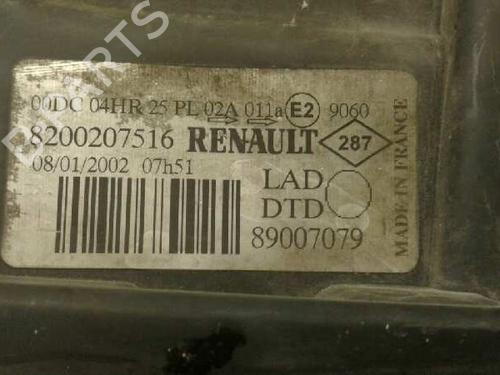 00DC 04HR 25 PL 02A 011a E2 9060
8200207516 RENAULT 287
08/01/2002 07h51
LAD
DTD
89007079
MADE IN FRANCE
PARTS